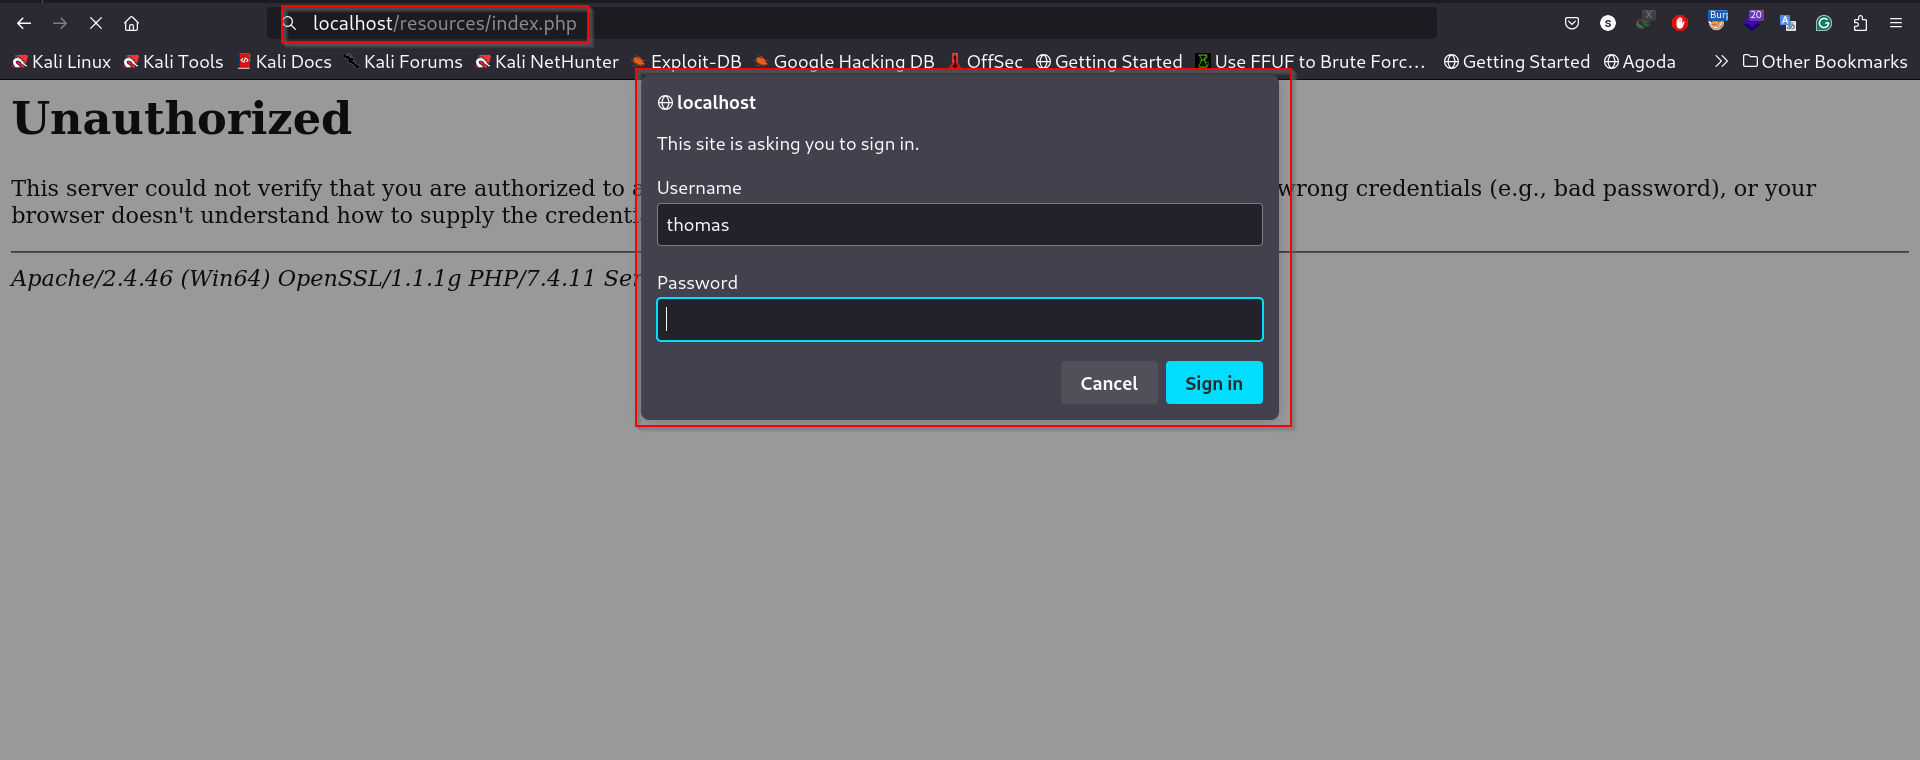 localhost/resources/index.php
S
X
Burp
20
Kali Linux Kali Tools Kali Docs Kali Forums Kali NetHunter Exploit-DB Google Hacking DB OffSec Getting Started Use FFUF to Brute Forc… Getting Started Agoda Other Bookmarks
Unauthorized
localhost
This site is asking you to sign in.
Username
This server could not verify that you are authorized to
wrong credentials (e.g., bad password), or your
browser doesn't understand how to supply the credenti
thomas
Apache/2.4.46 (Win64) OpenSSL/1.1.1g PHP/7.4.11 Ser
Password
Cancel Sign in